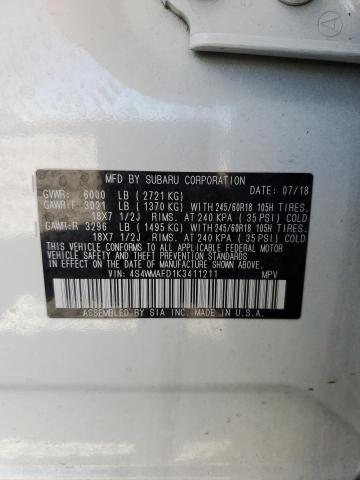 A
MFD BY SUBARU CORPORATION
GVWR: 6000 LB (2721 KG) DATE: 07/18
GAWR:F 3021 LB (1370 KG) WITH 245/60R18 105H TIRES.
18X7 1/2J RIMS. AT 240 KPA (35 PSI) COLD
GAWR:R 3296 LB (1495 KG) WITH 245/60R18 105H TIRES.
18X7 1/2J RIMS. AT 240 KPA (35 PSI) COLD
THIS VEHICLE CONFORMS TO ALL
APPLICABLE FEDERAL MOTOR
VEHICLE SAFETY STANDARDS IN
EFFECT ON THE DATE OF
MANUFACTURE SHOWN ABOVE.
VIN: 4S4WMAFD1K3411211 MPV
ASSEMBLED BY SIA INC. MADE IN U.S.A.